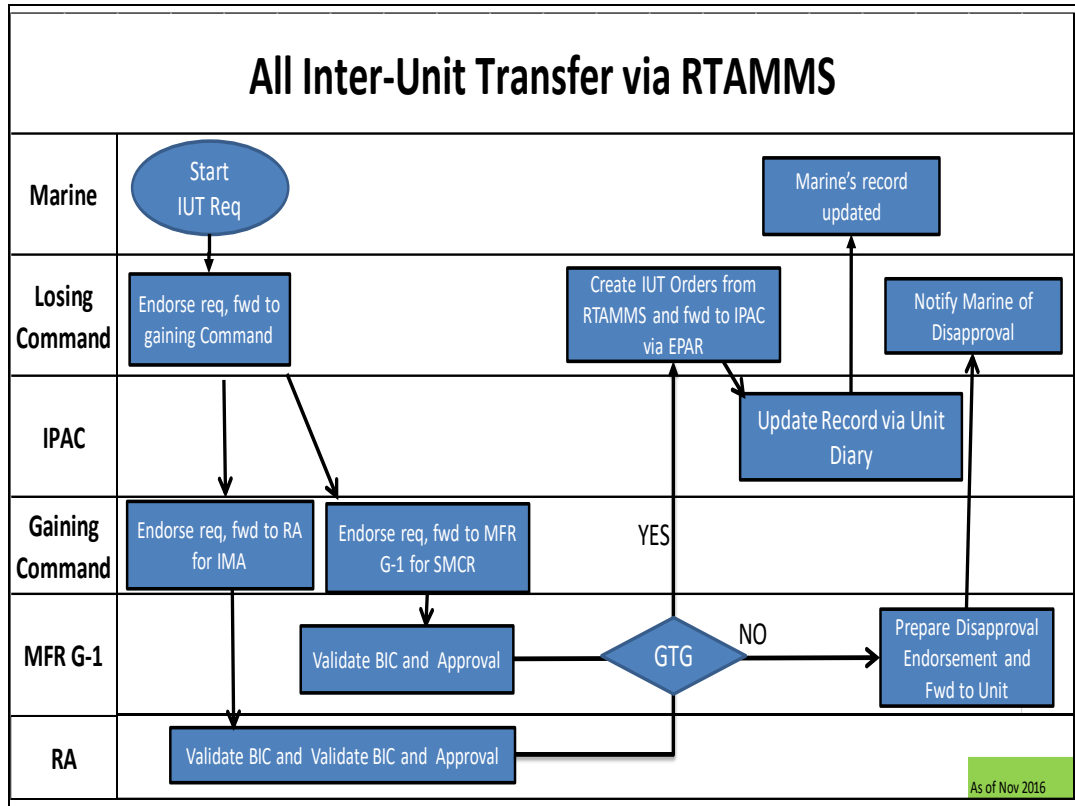 All Inter-Unit Transfer via RTAMMS
Marine
Start
IUT Req
Marine's record
updated
Losing
Command
Endorse req, fwd to
gaining Command
Create IUT Orders from
RTAMMS and fwd to IPAC
via EPAR
Notify Marine of
Disapproval
IPAC
Update Record via Unit
Diary
Gaining
Command
Endorse req, fwd to RA
for IMA
Endorse req, fwd to MFR
G-1 for SMCR
YES
MFR G-1
Validate BIC and Approval
GTG
NO
Prepare Disapproval
Endorsement and
Fwd to Unit
RA
Validate BIC and Validate BIC and Approval
As of Nov 2016